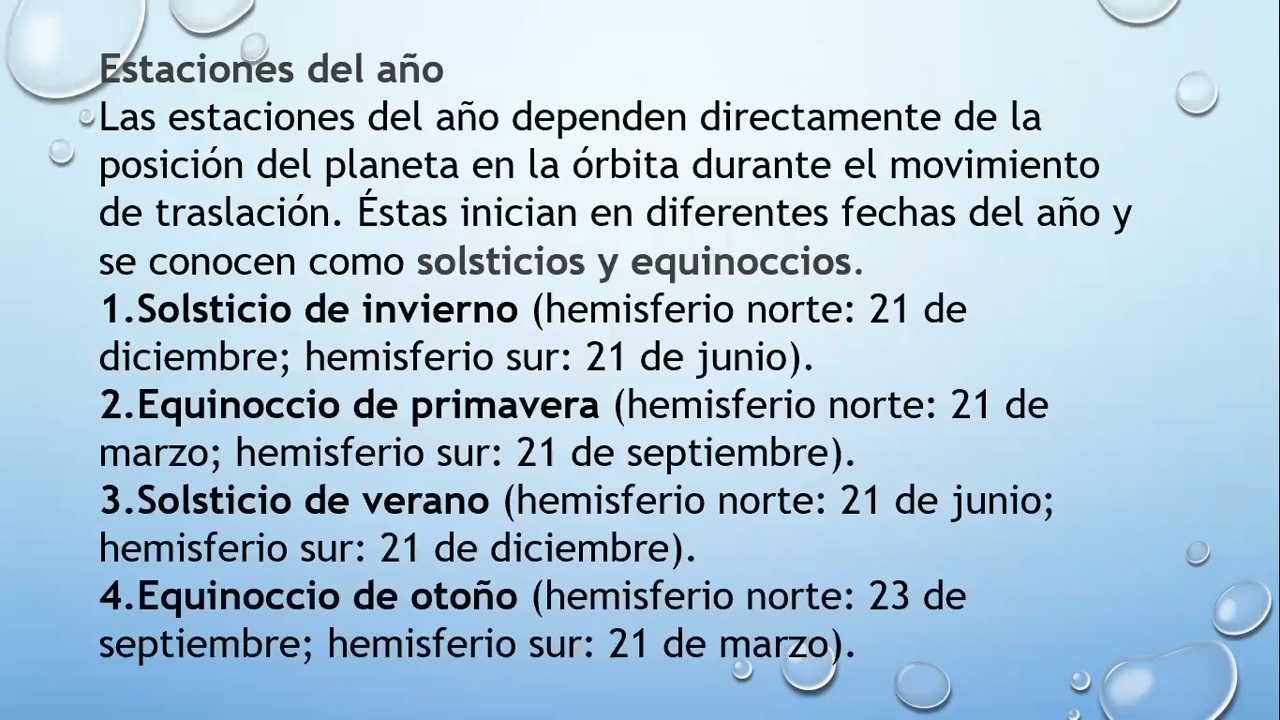 Estaciones del año
Las estaciones del año dependen directamente de la
posición del planeta en la órbita durante el movimiento
de traslación. Éstas inician en diferentes fechas del año y
se conocen como solsticios y equinoccios.
1.Solsticio de invierno (hemisferio norte: 21 de
diciembre; hemisferio sur: 21 de junio).
2.Equinoccio de primavera (hemisferio norte: 21 de
marzo; hemisferio sur: 21 de septiembre).
3.Solsticio de verano (hemisferio norte: 21 de junio;
hemisferio sur: 21 de diciembre).
4.Equinoccio de otoño (hemisferio norte: 23 de
septiembre; hemisferio sur: 21 de marzo).